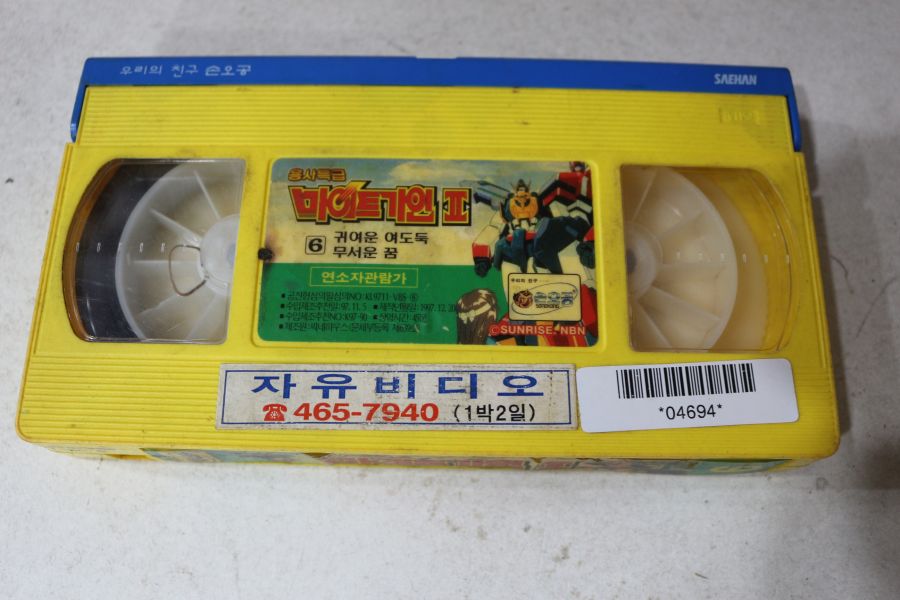 우리의 친구 손오공
SAEHAN
VHS
용사특급
마이트가인 II
6 귀여운 여도둑
무서운 꿈
연소자관람가
우리의 친구
손오공
SONOKONG
©SUNRISE. NBN
자유비디오
☎465-7940 (1박2일)
*04694*